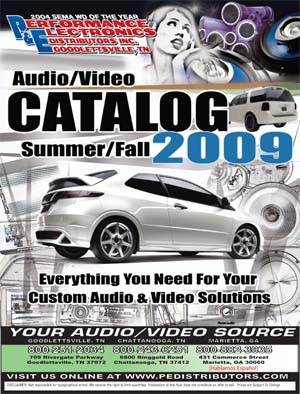 2004 SEMA WD OF THE YEAR
PERFORMANCE
P&E ELECTRONICS
DISTRIBUTORS INC.
GOODLETTSVILLE, TN
Audio/Video
CATALOG
Summer/Fall 2009
Everything You Need For Your
Custom Audio & Video Solutions
YOUR AUDIO/VIDEO SOURCE
GOODLETTSVILLE, TN CHATTANOOGA, TN MARIETTA, GA
709 Rivergate Parkway 6800 Ringgold Road 431 Commerce Street
Goodlettsville, TN 37072 Chattanooga, TN 37412 Marietta, GA 30060
(Hablamos Español)
VISIT US ONLINE AT WWW.PEDISTRIBUTORS.COM